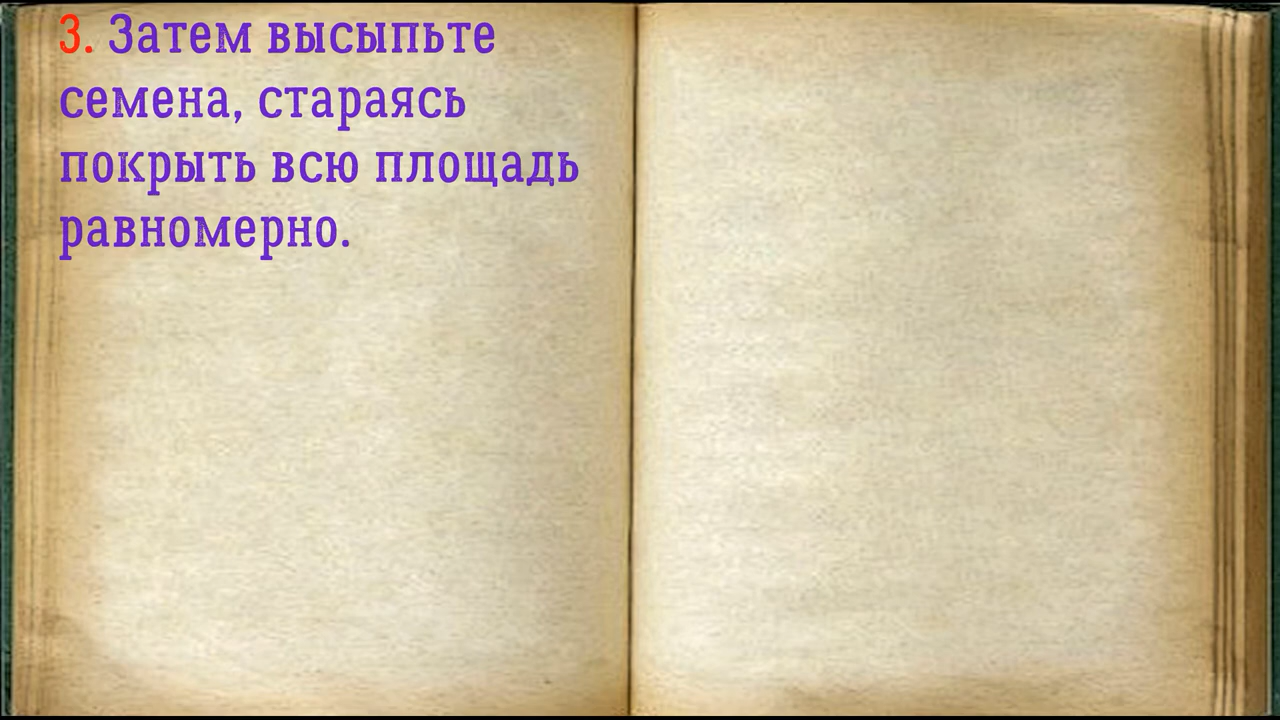 3. Затем высыпьте
семена, стараясь
покрыть всю площадь
равномерно.